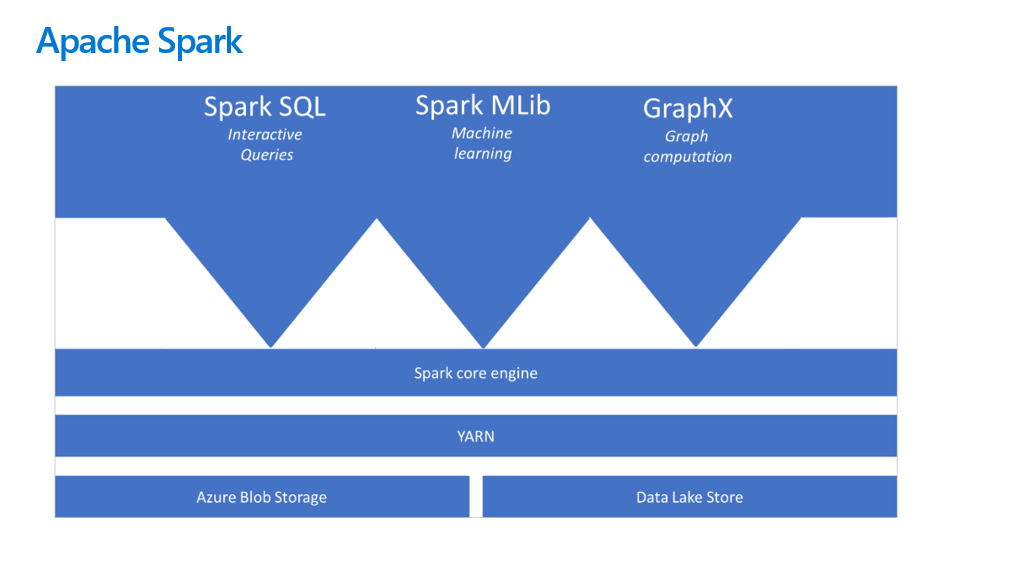 Apache Spark
Spark SQL
Interactive
Queries
Spark MLib
Machine
learning
GraphX
Graph
computation
Spark core engine
YARN
Azure Blob Storage
Data Lake Store